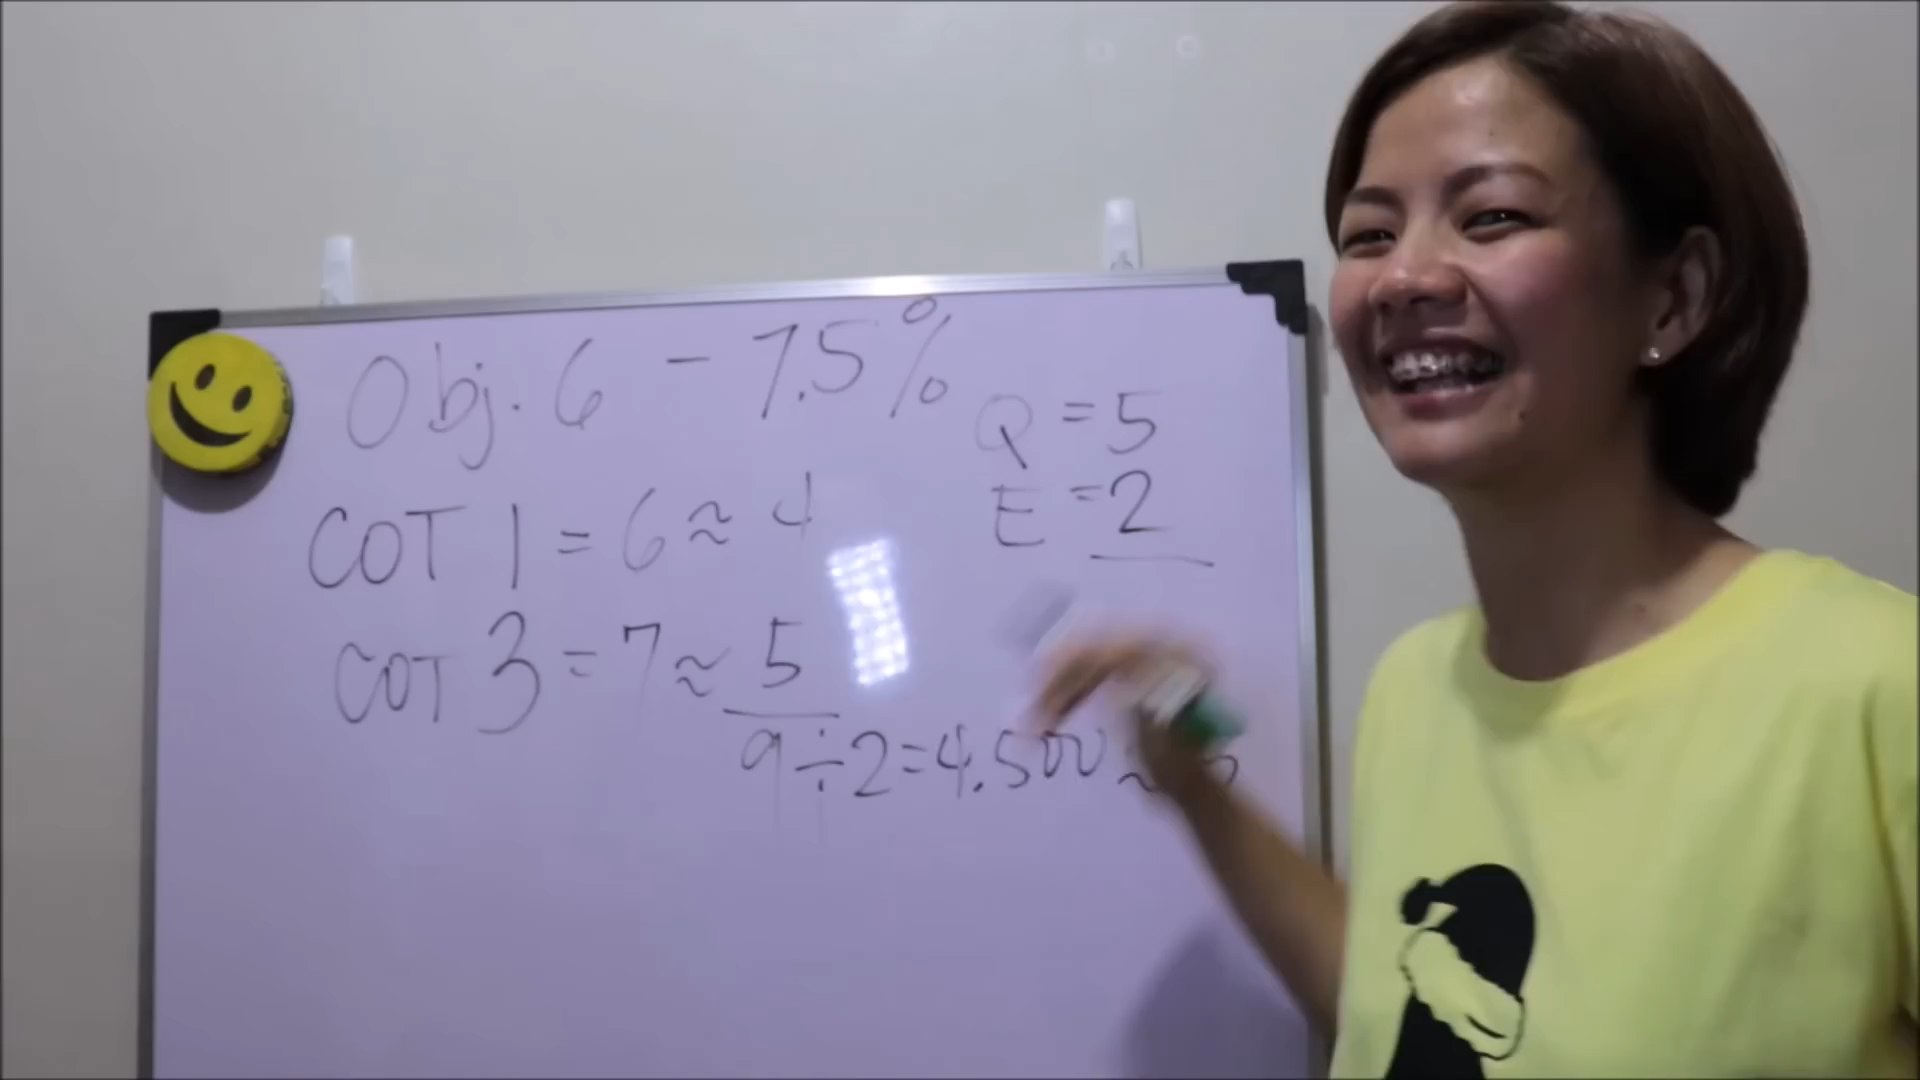 Obj. 6 - 7.5%
Q = 5
E = 2
COT 1 = 6 ≈ 4
COT 3 = 7 ≈ 5
9 ÷ 2 = 4.500 ≈